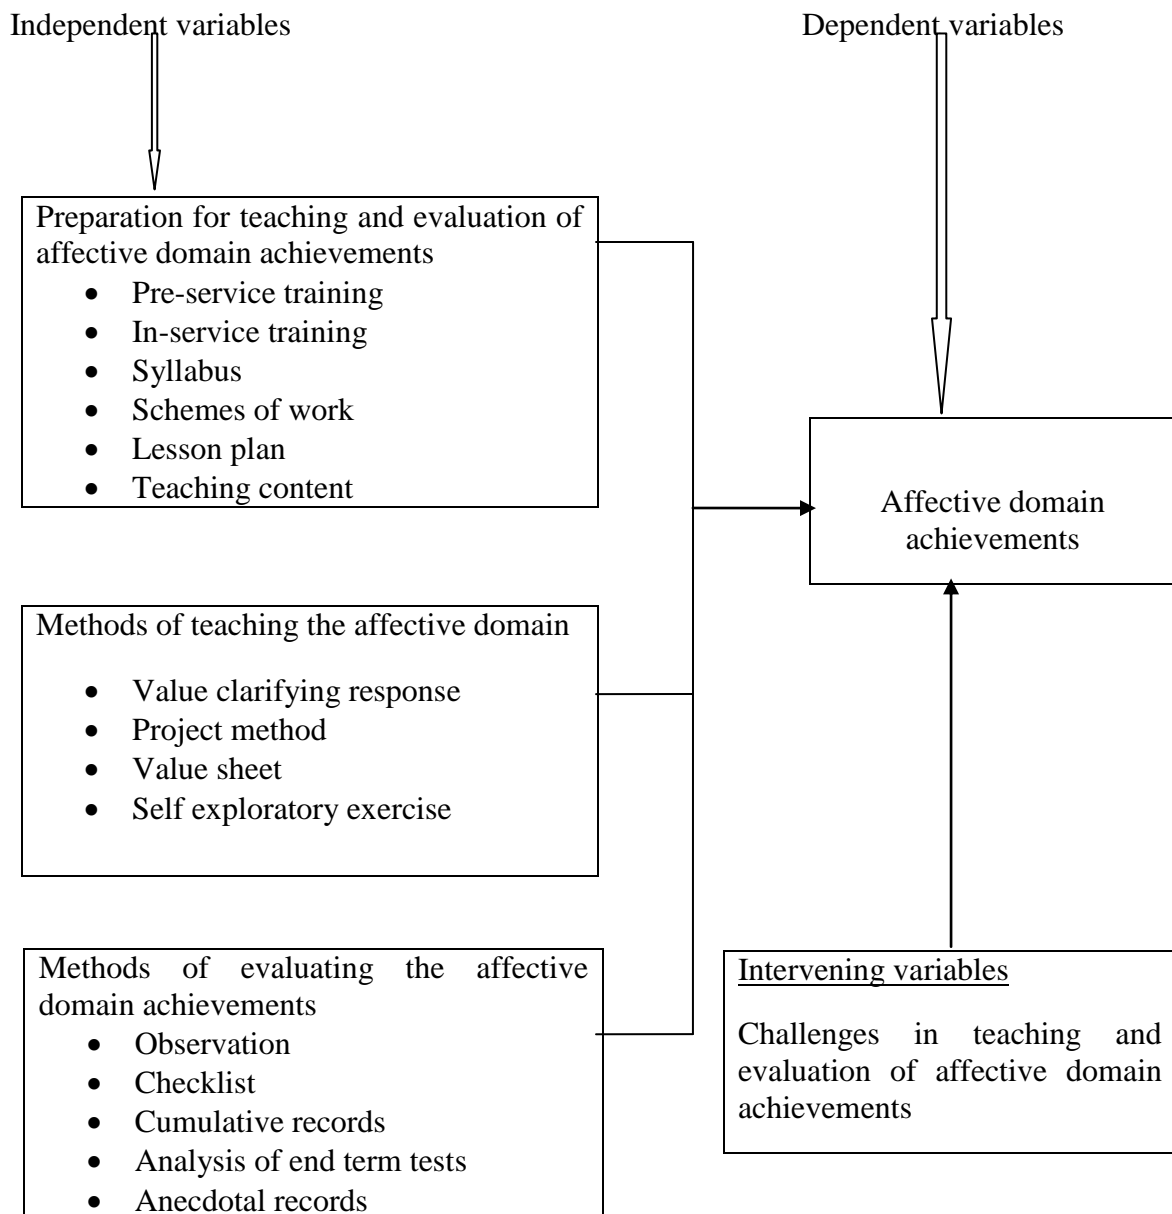 Independent variables
Dependent variables
Preparation for teaching and evaluation of
affective domain achievements
• Pre-service training
• In-service training
• Syllabus
• Schemes of work
• Lesson plan
• Teaching content
Affective domain
achievements
Methods of teaching the affective domain
• Value clarifying response
• Project method
• Value sheet
• Self exploratory exercise
Methods of evaluating the affective
domain achievements
• Observation
• Checklist
• Cumulative records
• Analysis of end term tests
• Anecdotal records
Intervening variables
Challenges in teaching and
evaluation of affective domain
achievements